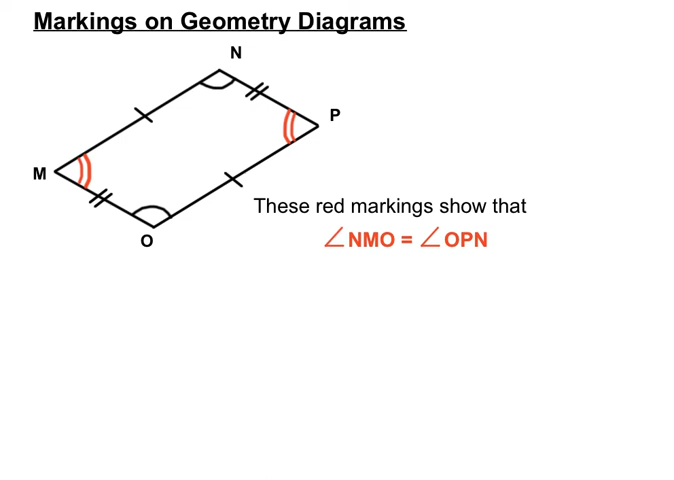 Markings on Geometry Diagrams
N
P
M
O
These red markings show that
∠NMO = ∠OPN